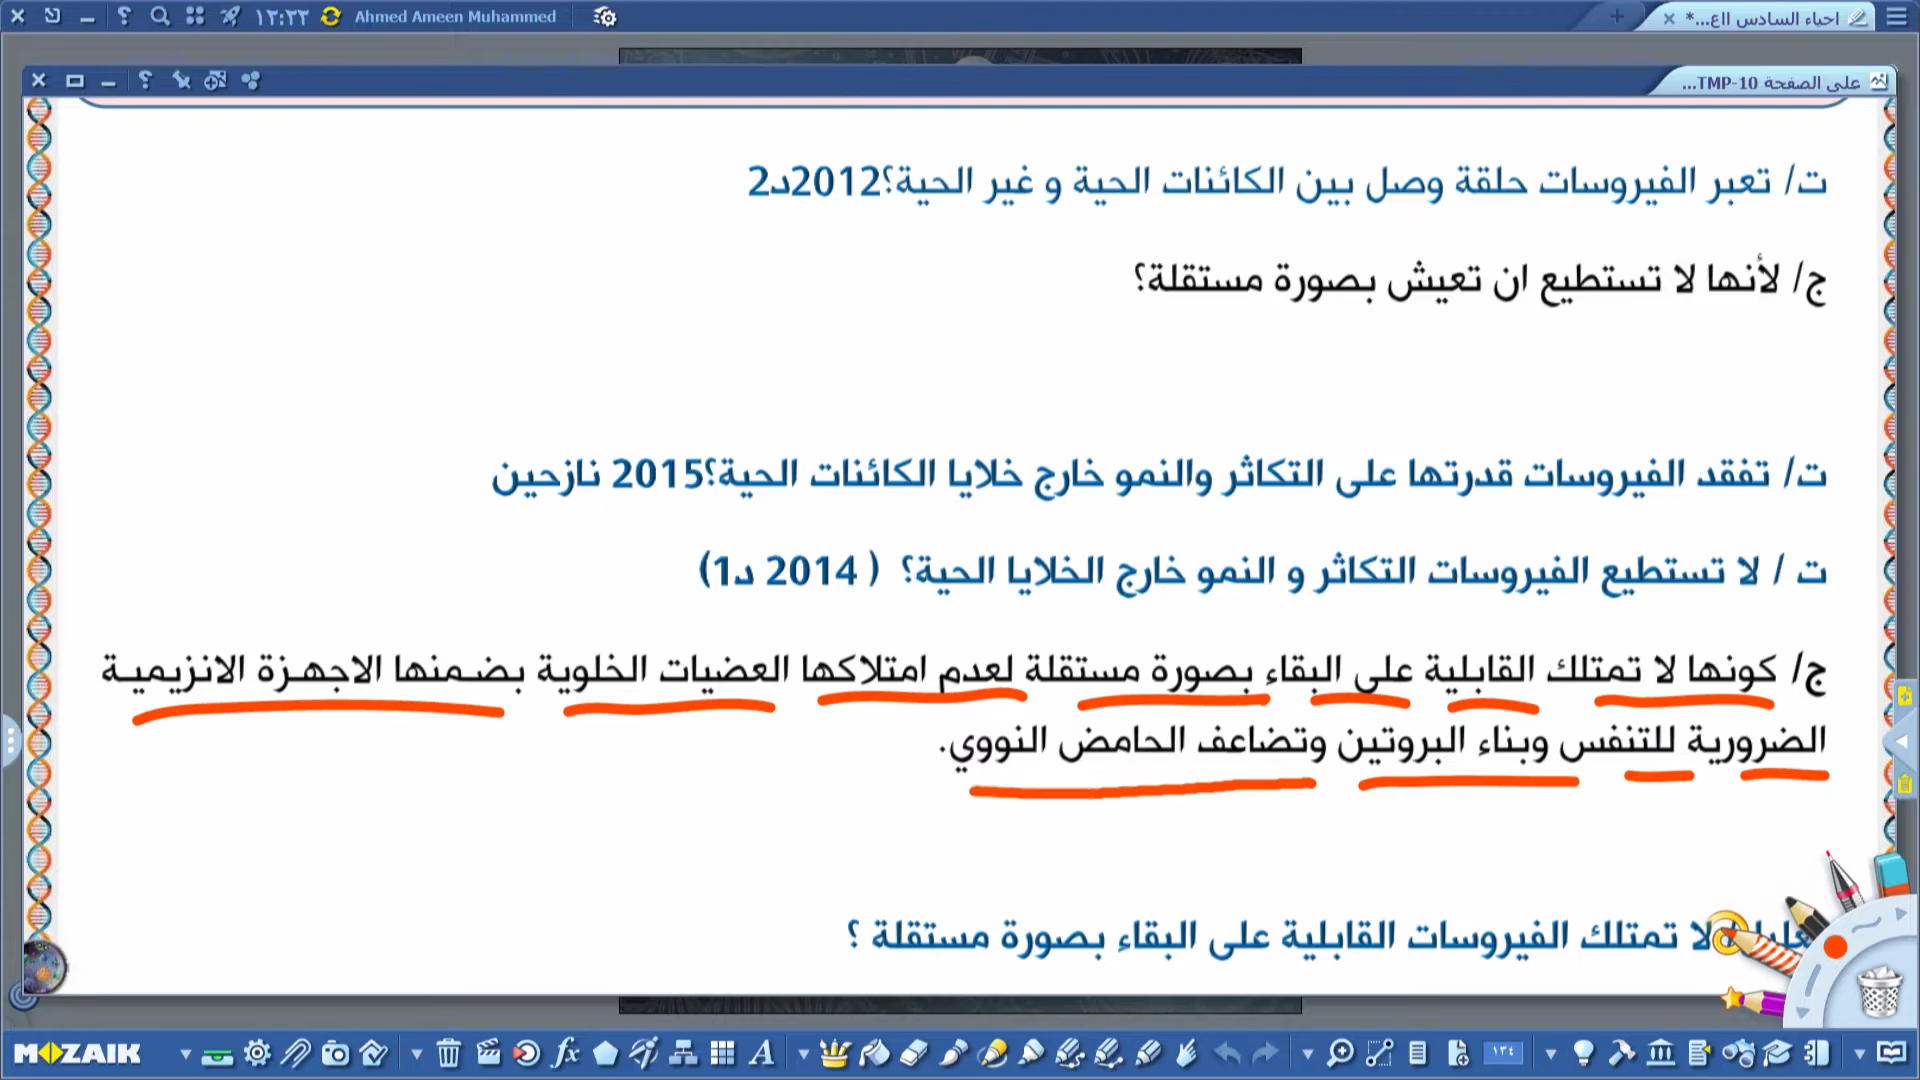 Ahmed Ameen Muhammed
١٢:٢٣
احياء السادس ااع...*
على الصفحة TMP-10...
ت/ تعبر الفيروسات حلقة وصل بين الكائنات الحية و غير الحية؟2012د2
ج/ لأنها لا تستطيع ان تعيش بصورة مستقلة؟
ت/ تفقد الفيروسات قدرتها على التكاثر والنمو خارج خلايا الكائنات الحية؟2015 نازحين
ت / لا تستطيع الفيروسات التكاثر و النمو خارج الخلايا الحية؟ ( 2014 د1)
ج/ كونها لا تمتلك القابلية على البقاء بصورة مستقلة لعدم امتلاكها العضيات الخلوية بضمنها الاجهزة الانزيمية
الضرورية للتنفس وبناء البروتين وتضاعف الحامض النووي.
لا تمتلك الفيروسات القابلية على البقاء بصورة مستقلة ؟
MOZAIK
١٣٤